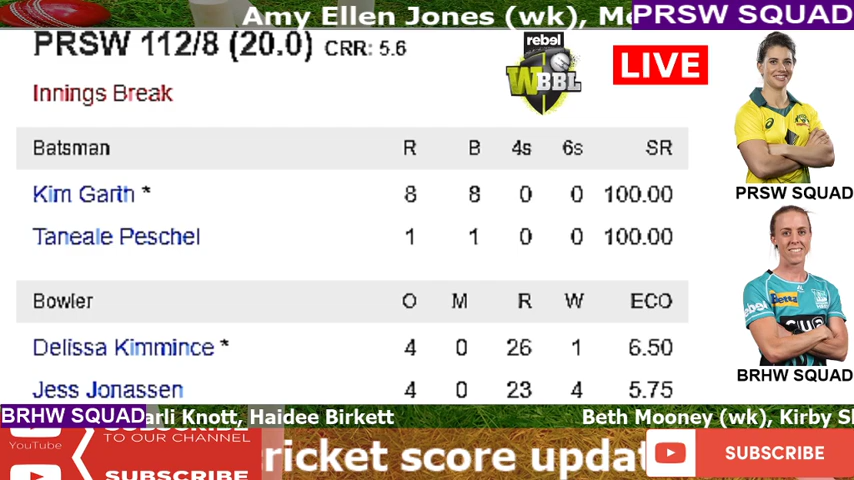 Amy Ellen Jones (wk), Me
PRSW SQUAD
PRSW 112/8 (20.0) CRR: 5.6
rebel
WBBL
LIVE
Innings Break
Batsman R B 4s 6s SR
Kim Garth * 8 8 0 0 100.00
Taneale Peschel 1 1 0 0 100.00
PRSW SQUAD
Bowler O M R W ECO
Delissa Kimmince * 4 0 26 1 6.50
Jess Jonassen 4 0 23 4 5.75
BRHW SQUAD
BRHW SQUAD arli Knott, Haidee Birkett Beth Mooney (wk), Kirby Sh
SUBSCRIBE
YouTube TO OUR CHANNEL
SUBSCRIBE
cricket score updat
SUBSCRIBE